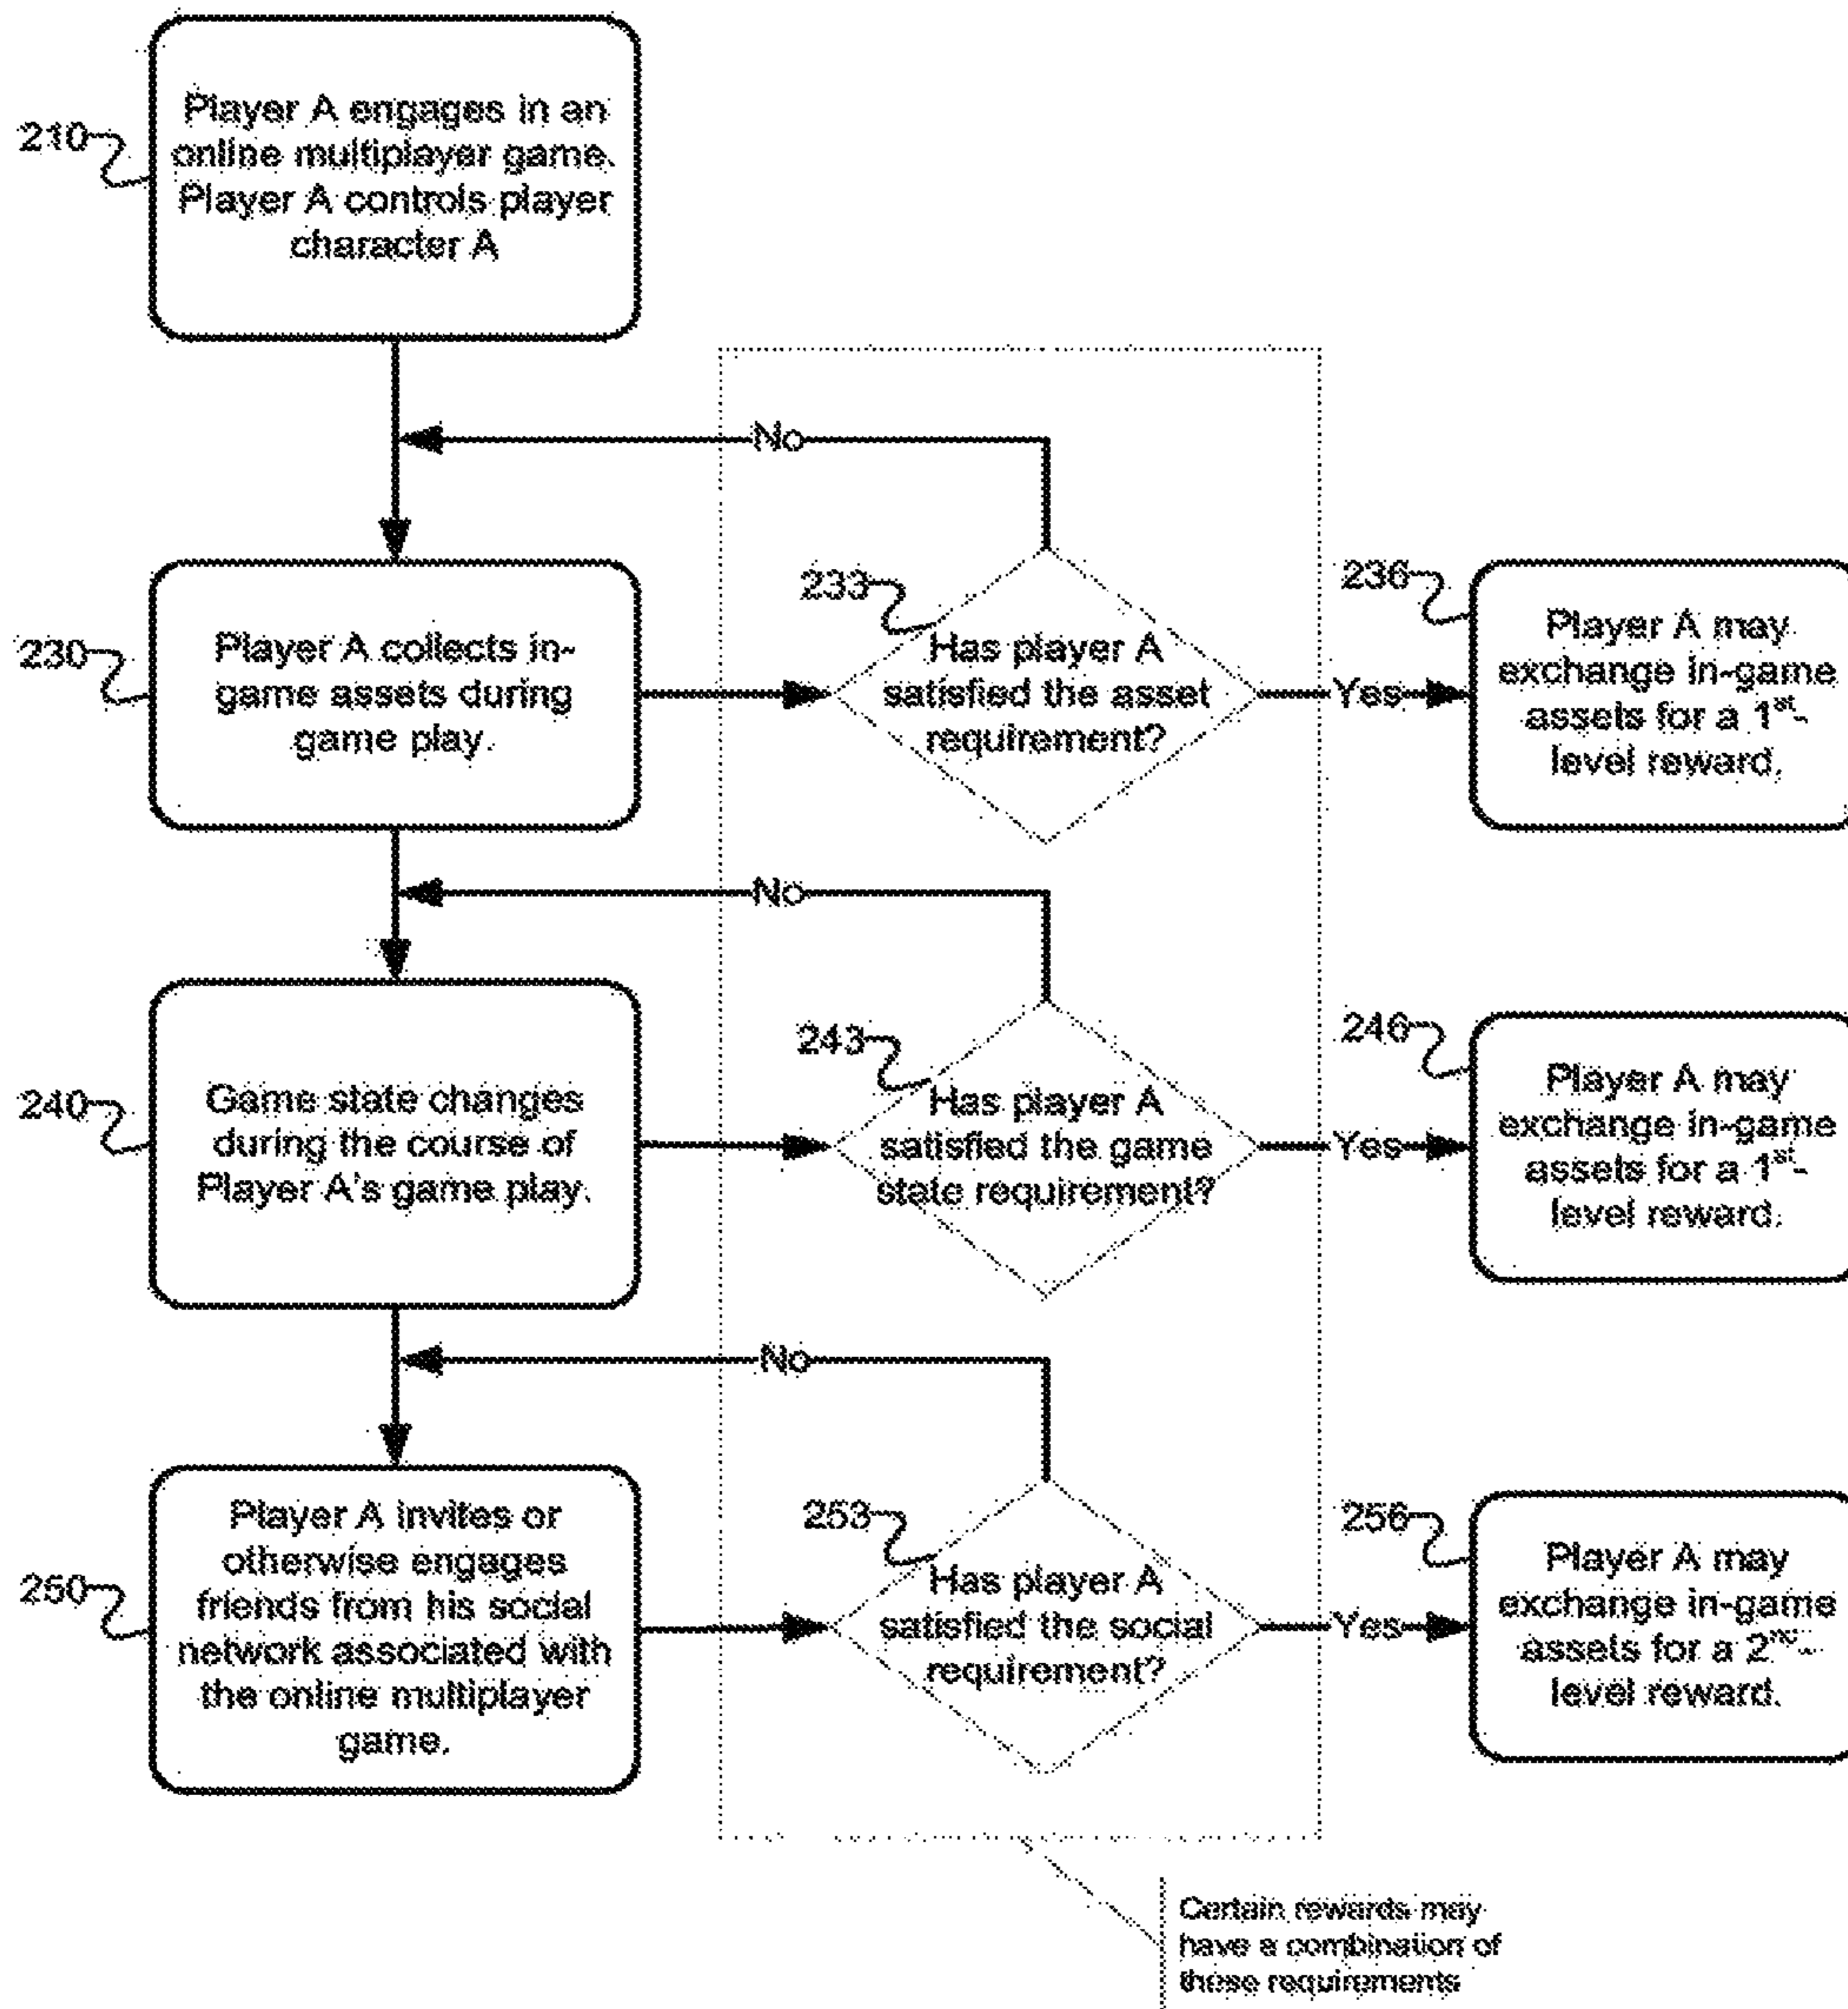 210
Player A engages in an
online multiplayer game.
Player A controls player
character A
No
230
Player A collects in-
game assets during
game play.
233
Has player A
satisfied the asset
requirement?
Yes
236
Player A may
exchange in-game
assets for a 1st-
level reward.
No
240
Game state changes
during the course of
Player A's game play.
243
Has player A
satisfied the game
state requirement?
Yes
246
Player A may
exchange in-game
assets for a 1st-
level reward.
No
250
Player A invites or
otherwise engages
friends from his social
network associated with
the online multiplayer
game.
253
Has player A
satisfied the social
requirement?
Yes
256
Player A may
exchange in-game
assets for a 2nd-
level reward.
Certain rewards may
have a combination of
these requirements